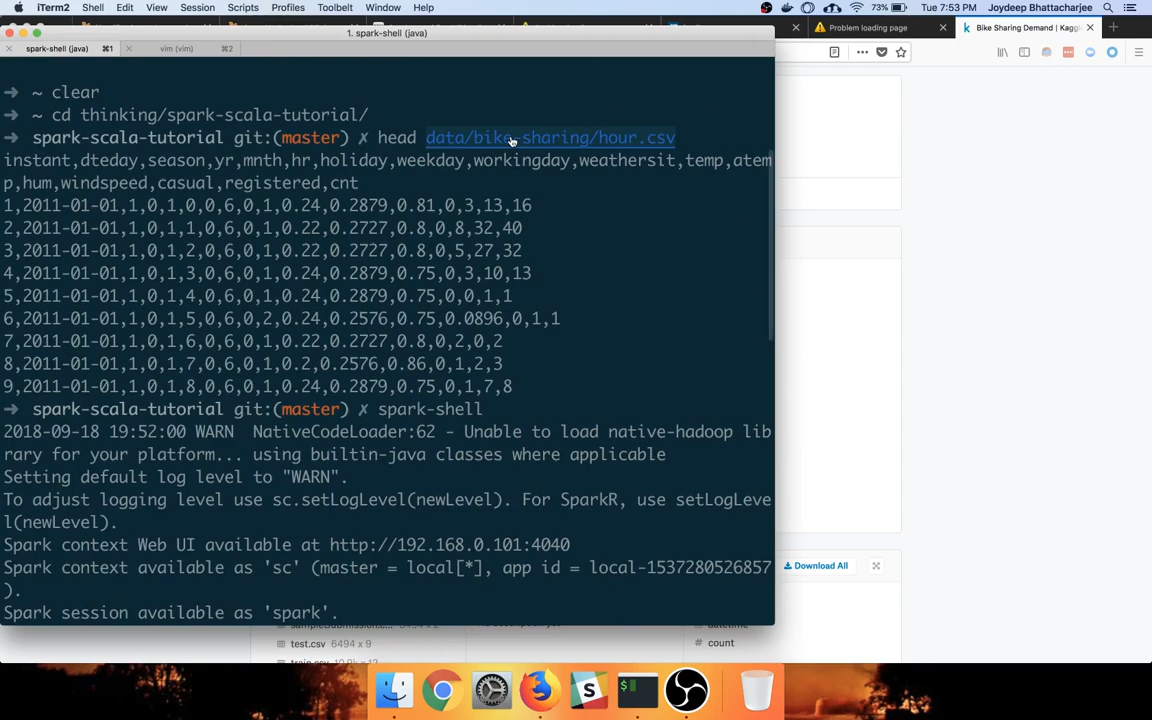 iTerm2 Shell Edit View Session Scripts Profiles Toolbelt Window Help 73% Tue 7:53 PM Joydeep Bhattacharjee
Problem loading page
Bike Sharing Demand | Kaggl
1. spark-shell (java)
spark-shell (java) ⌘1 vim (vim) ⌘2
➜ ~ clear
➜ ~ cd thinking/spark-scala-tutorial/
➜ spark-scala-tutorial git:(master) ✗ head data/bike-sharing/hour.csv
instant,dteday,season,yr,mnth,hr,holiday,weekday,workingday,weathersit,temp,atem
p,hum,windspeed,casual,registered,cnt
1,2011-01-01,1,0,1,0,0,6,0,1,0.24,0.2879,0.81,0,3,13,16
2,2011-01-01,1,0,1,1,0,6,0,1,0.22,0.2727,0.8,0,8,32,40
3,2011-01-01,1,0,1,2,0,6,0,1,0.22,0.2727,0.8,0,5,27,32
4,2011-01-01,1,0,1,3,0,6,0,1,0.24,0.2879,0.75,0,3,10,13
5,2011-01-01,1,0,1,4,0,6,0,1,0.24,0.2879,0.75,0,0,1,1
6,2011-01-01,1,0,1,5,0,6,0,2,0.24,0.2576,0.75,0.0896,0,1,1
7,2011-01-01,1,0,1,6,0,6,0,1,0.22,0.2727,0.8,0,2,0,2
8,2011-01-01,1,0,1,7,0,6,0,1,0.2,0.2576,0.86,0,1,2,3
9,2011-01-01,1,0,1,8,0,6,0,1,0.24,0.2879,0.75,0,1,7,8
➜ spark-scala-tutorial git:(master) ✗ spark-shell
2018-09-18 19:52:00 WARN  NativeCodeLoader:62 - Unable to load native-hadoop lib
rary for your platform... using builtin-java classes where applicable
Setting default log level to "WARN".
To adjust logging level use sc.setLogLevel(newLevel). For SparkR, use setLogLeve
l(newLevel).
Spark context Web UI available at http://192.168.0.101:4040
Spark context available as 'sc' (master = local[*], app id = local-1537280526857
).
Spark session available as 'spark'.
Download All
test.csv 6494 x 9
# count